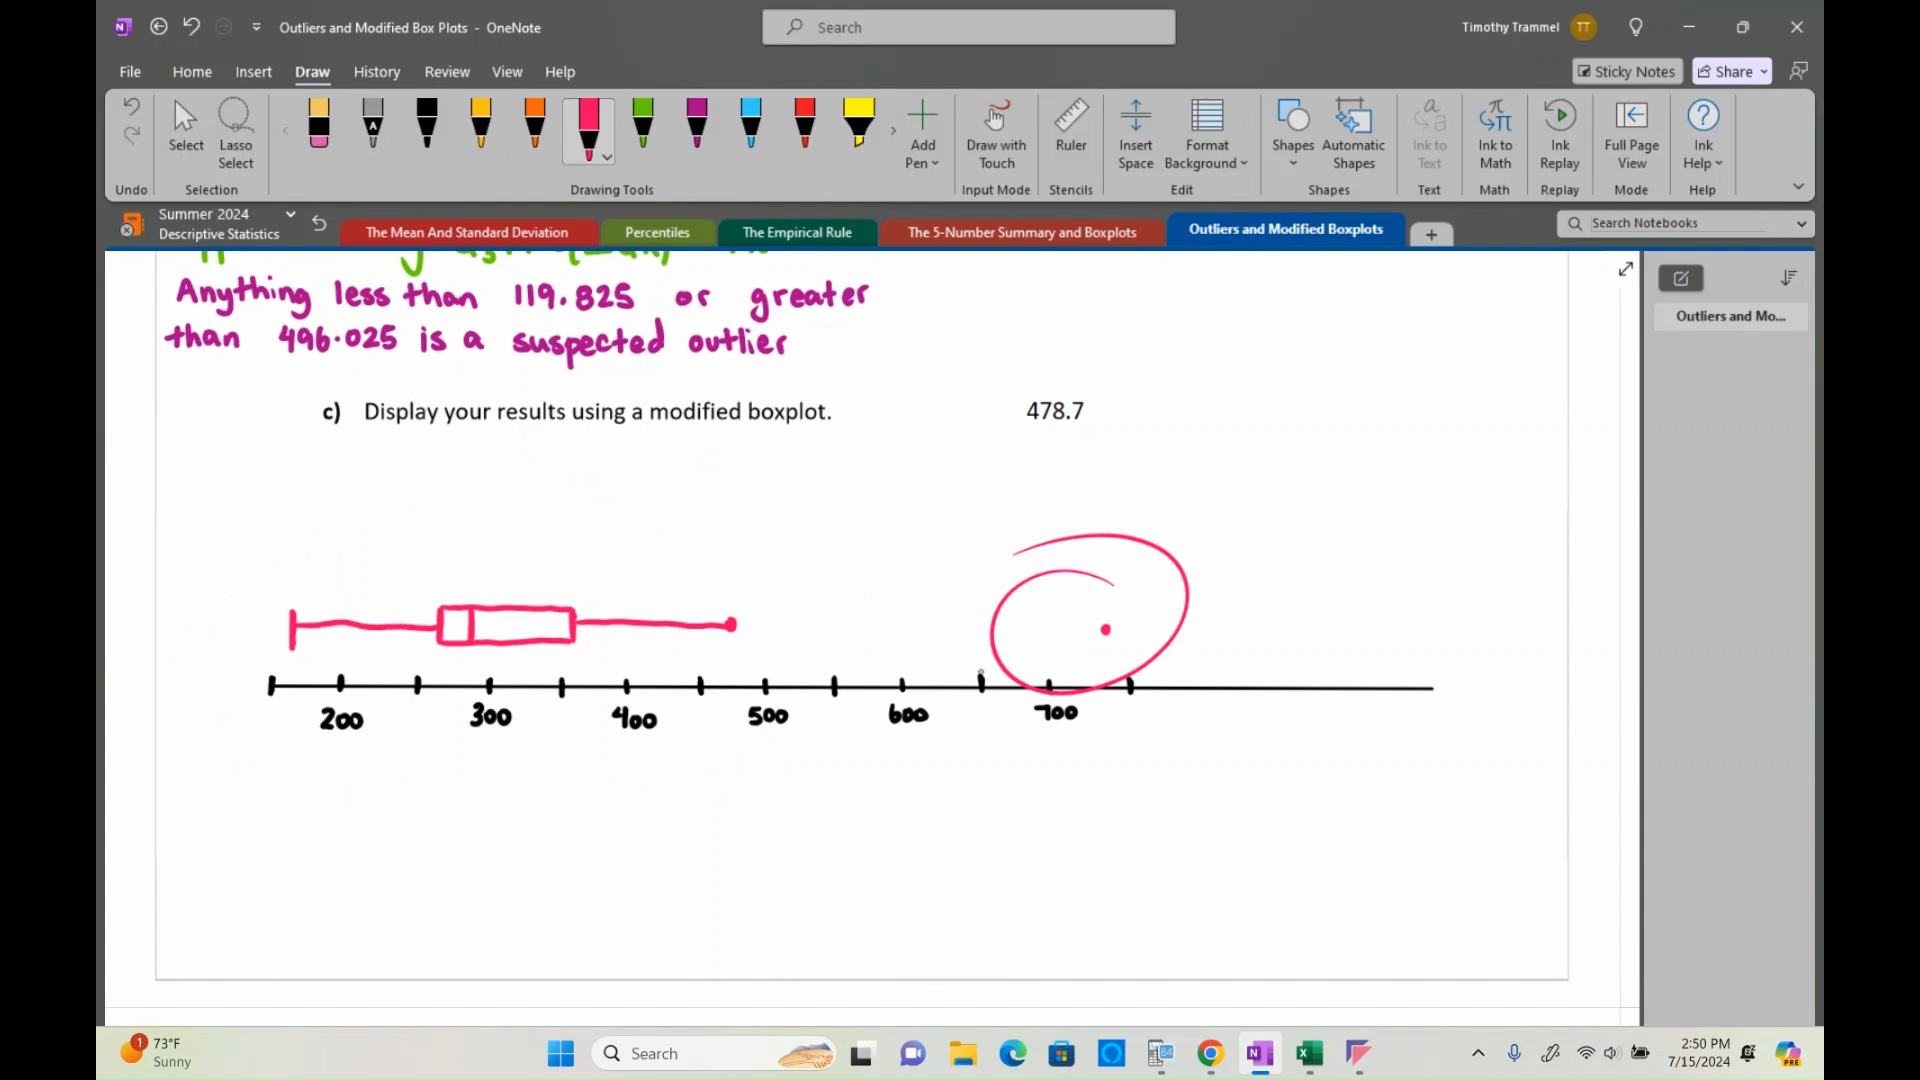 Outliers and Modified Box Plots - OneNote
Search
Timothy Trammel
TT
File Home Insert Draw History Review View Help
Sticky Notes
Share
Undo
Select
Lasso Select
Selection
Drawing Tools
Add Pen
Draw with Touch
Input Mode
Ruler
Stencils
Insert Space
Format Background
Edit
Shapes
Automatic Shapes
Shapes
Ink to Text
Text
Ink to Math
Math
Ink Replay
Replay
Full Page View
Mode
Ink Help
Help
Summer 2024
Descriptive Statistics
The Mean And Standard Deviation
Percentiles
The Empirical Rule
The 5-Number Summary and Boxplots
Outliers and Modified Boxplots
Search Notebooks
Outliers and Mo...
Anything less than 119.825 or greater
than 496.025 is a suspected outlier
c) Display your results using a modified boxplot. 478.7
200 300 400 500 600 700
1
73°F
Sunny
Search
84
2:50 PM
7/15/2024
PRE